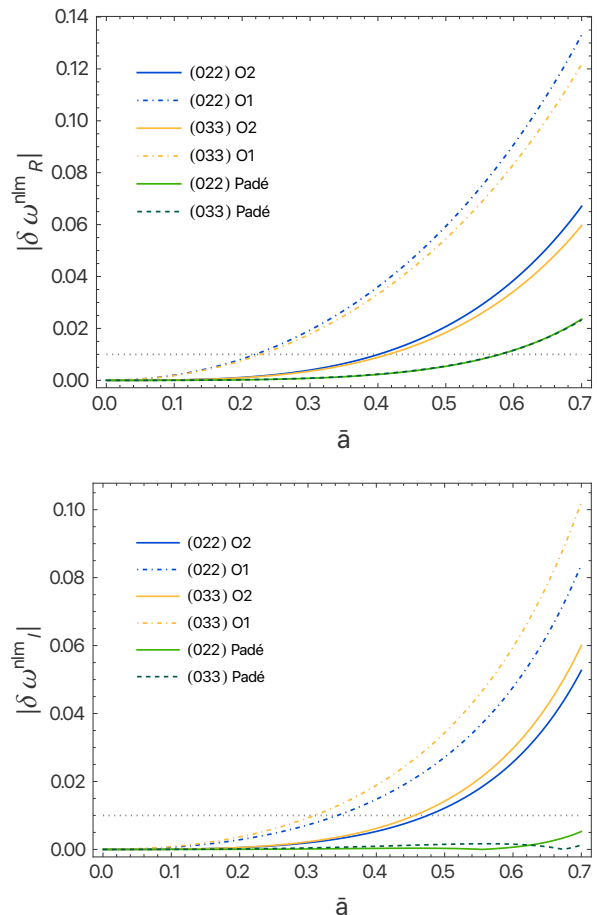 0.14
0.12
0.10
0.08
0.06
0.04
0.02
0.00
|δ ω^nlm_R|
(022) O2
(022) O1
(033) O2
(033) O1
(022) Padé
(033) Padé
0.0 0.1 0.2 0.3 0.4 0.5 0.6 0.7
ā
0.10
0.08
0.06
0.04
0.02
0.00
|δ ω^nlm_I|
(022) O2
(022) O1
(033) O2
(033) O1
(022) Padé
(033) Padé
0.0 0.1 0.2 0.3 0.4 0.5 0.6 0.7
ā